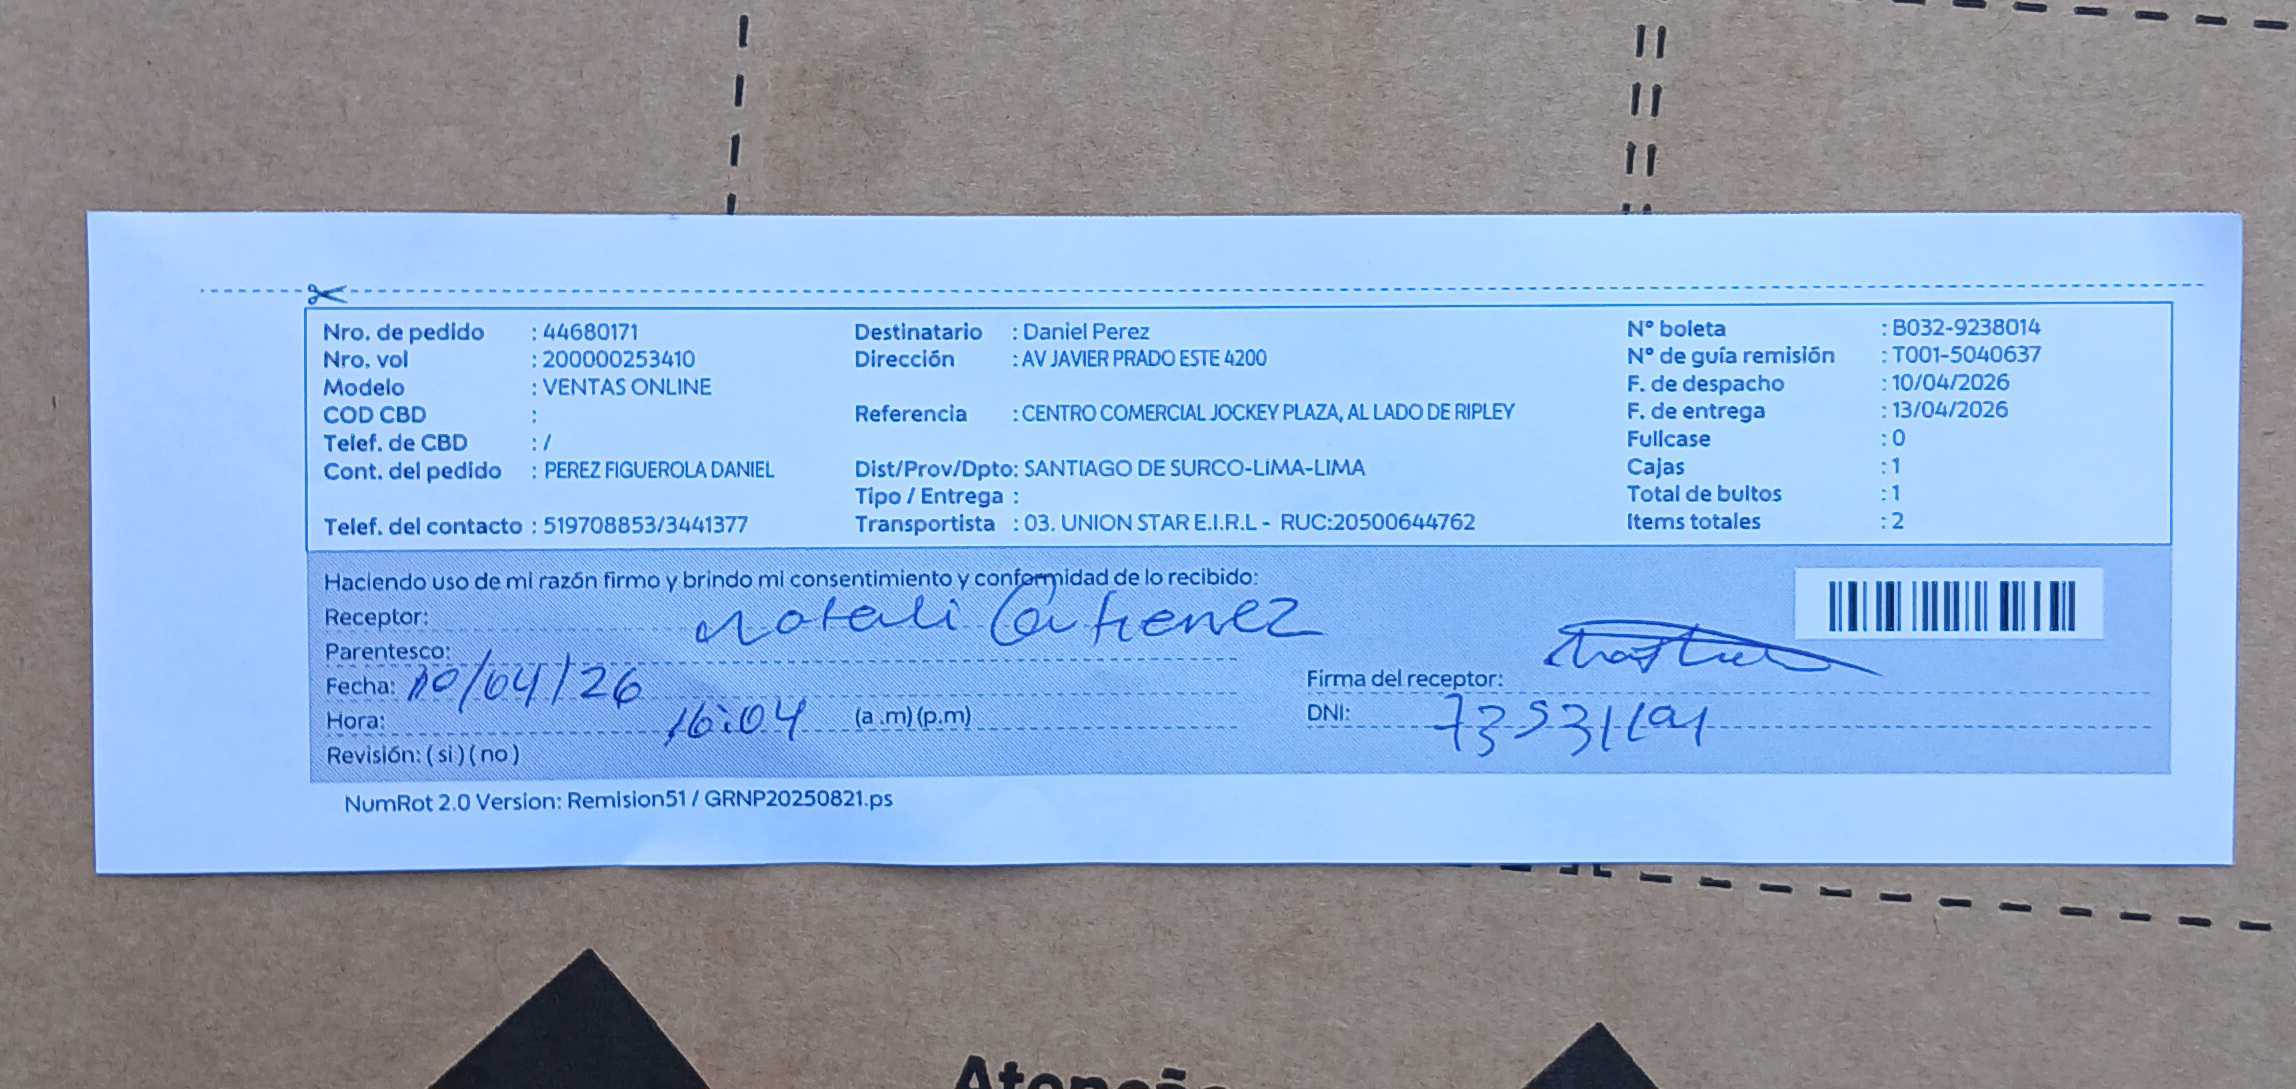 Nro. de pedido : 44680171
Nro. vol : 200000253410
Modelo : VENTAS ONLINE
COD CBD :
Telef. de CBD : /
Cont. del pedido : PEREZ FIGUEROLA DANIEL
Telef. del contacto : 519708853/3441377
Destinatario : Daniel Perez
Dirección : AV JAVIER PRADO ESTE 4200
Referencia : CENTRO COMERCIAL JOCKEY PLAZA, AL LADO DE RIPLEY
Dist/Prov/Dpto: SANTIAGO DE SURCO-LIMA-LIMA
Tipo / Entrega :
Transportista : 03. UNION STAR E.I.R.L - RUC:20500644762
N° boleta : B032-9238014
N° de guía remisión : T001-5040637
F. de despacho : 10/04/2026
F. de entrega : 13/04/2026
Fullcase : 0
Cajas : 1
Total de bultos : 1
Items totales : 2
Haciendo uso de mi razón firmo y brindo mi consentimiento y conformidad de lo recibido:
Receptor: Natali Gutierrez
Parentesco:
Fecha: 10/04/26
Hora: 16:04 (a .m) (p.m)
Revisión: ( si ) ( no )
Firma del receptor:
DNI:
NumRot 2.0 Version: Remision51 / GRNP20250821.ps
Atenção